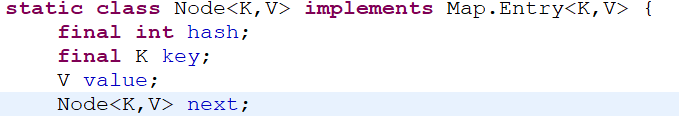 static class Node<K,V> implements Map.Entry<K,V> {
final int hash;
final K key;
V value;
Node<K,V> next;